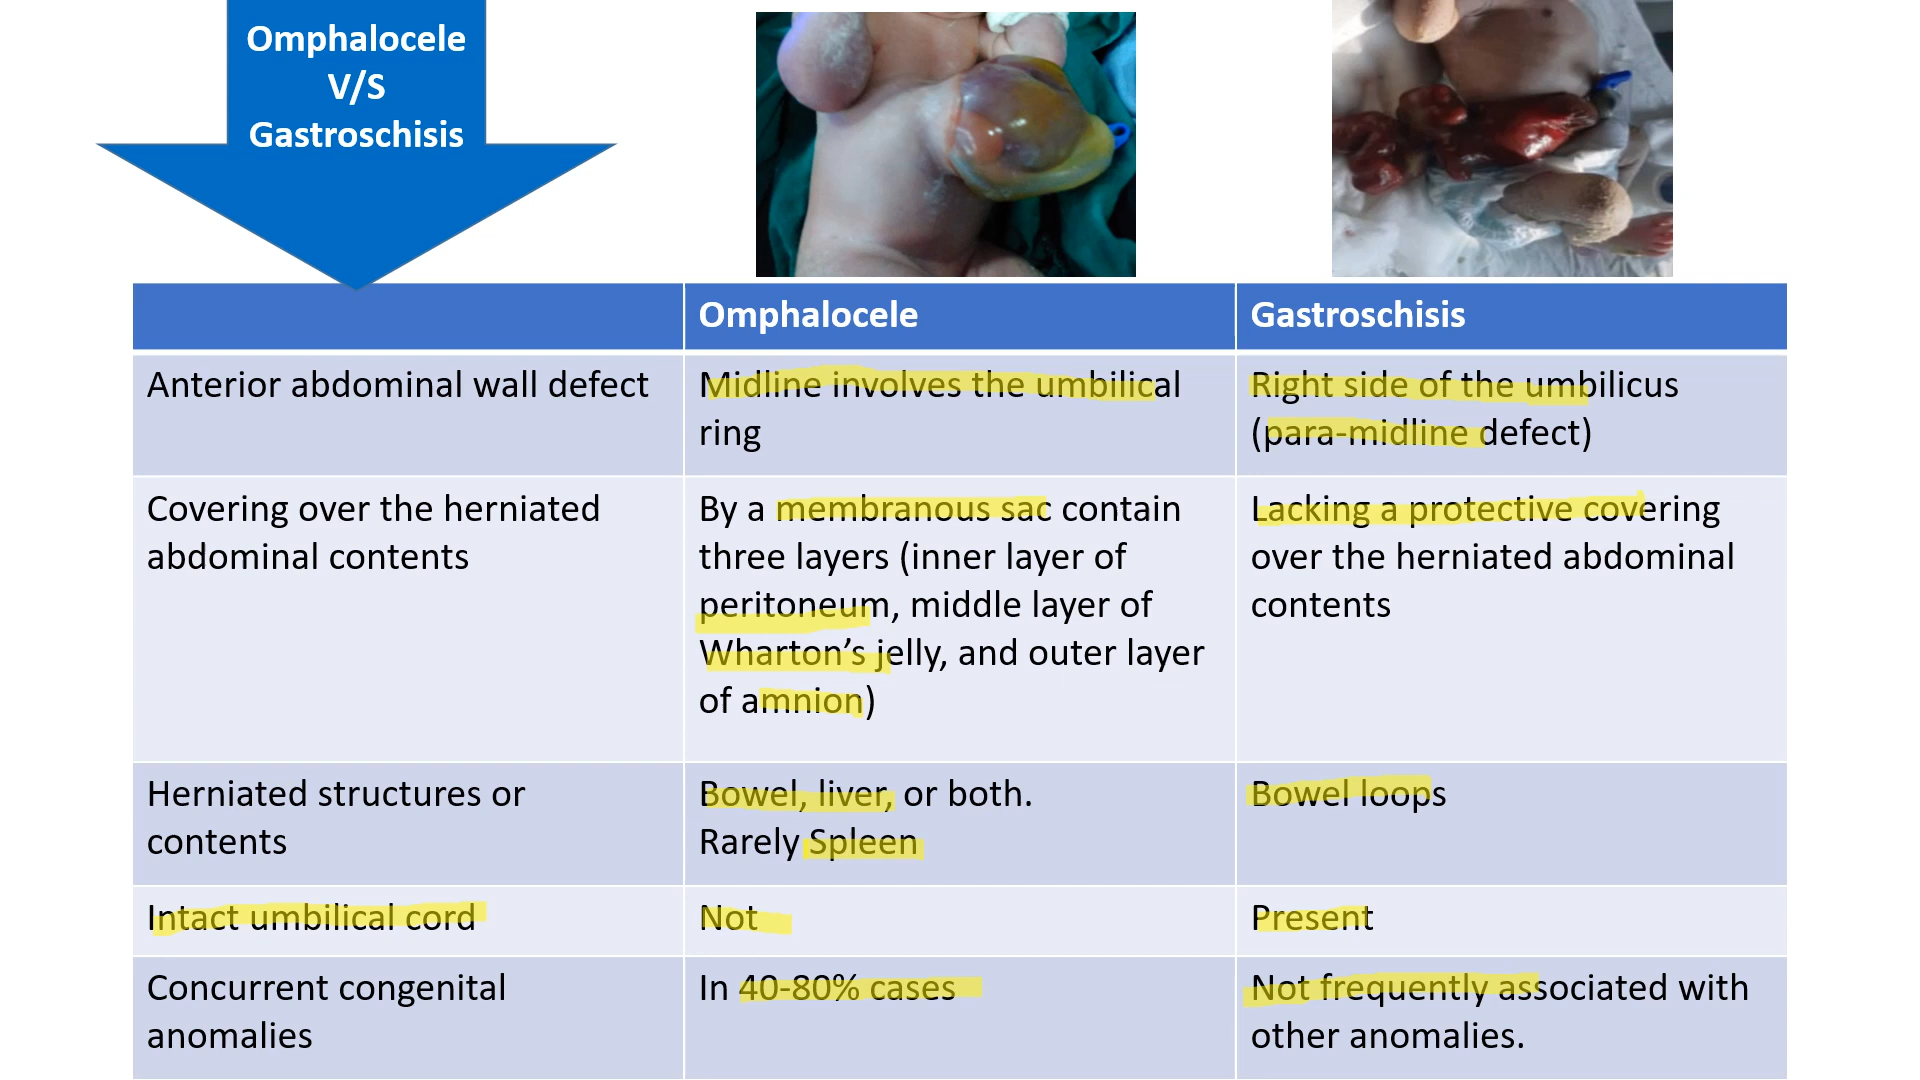 Omphalocele
V/S
Gastroschisis
Omphalocele
Gastroschisis
Anterior abdominal wall defect
Midline involves the umbilical
ring
Right side of the umbilicus
(para-midline defect)
Covering over the herniated
abdominal contents
By a membranous sac contain
three layers (inner layer of
peritoneum, middle layer of
Wharton’s jelly, and outer layer
of amnion)
Lacking a protective covering
over the herniated abdominal
contents
Herniated structures or
contents
Bowel, liver, or both.
Rarely Spleen
Bowel loops
Intact umbilical cord
Not
Present
Concurrent congenital
anomalies
In 40-80% cases
Not frequently associated with
other anomalies.